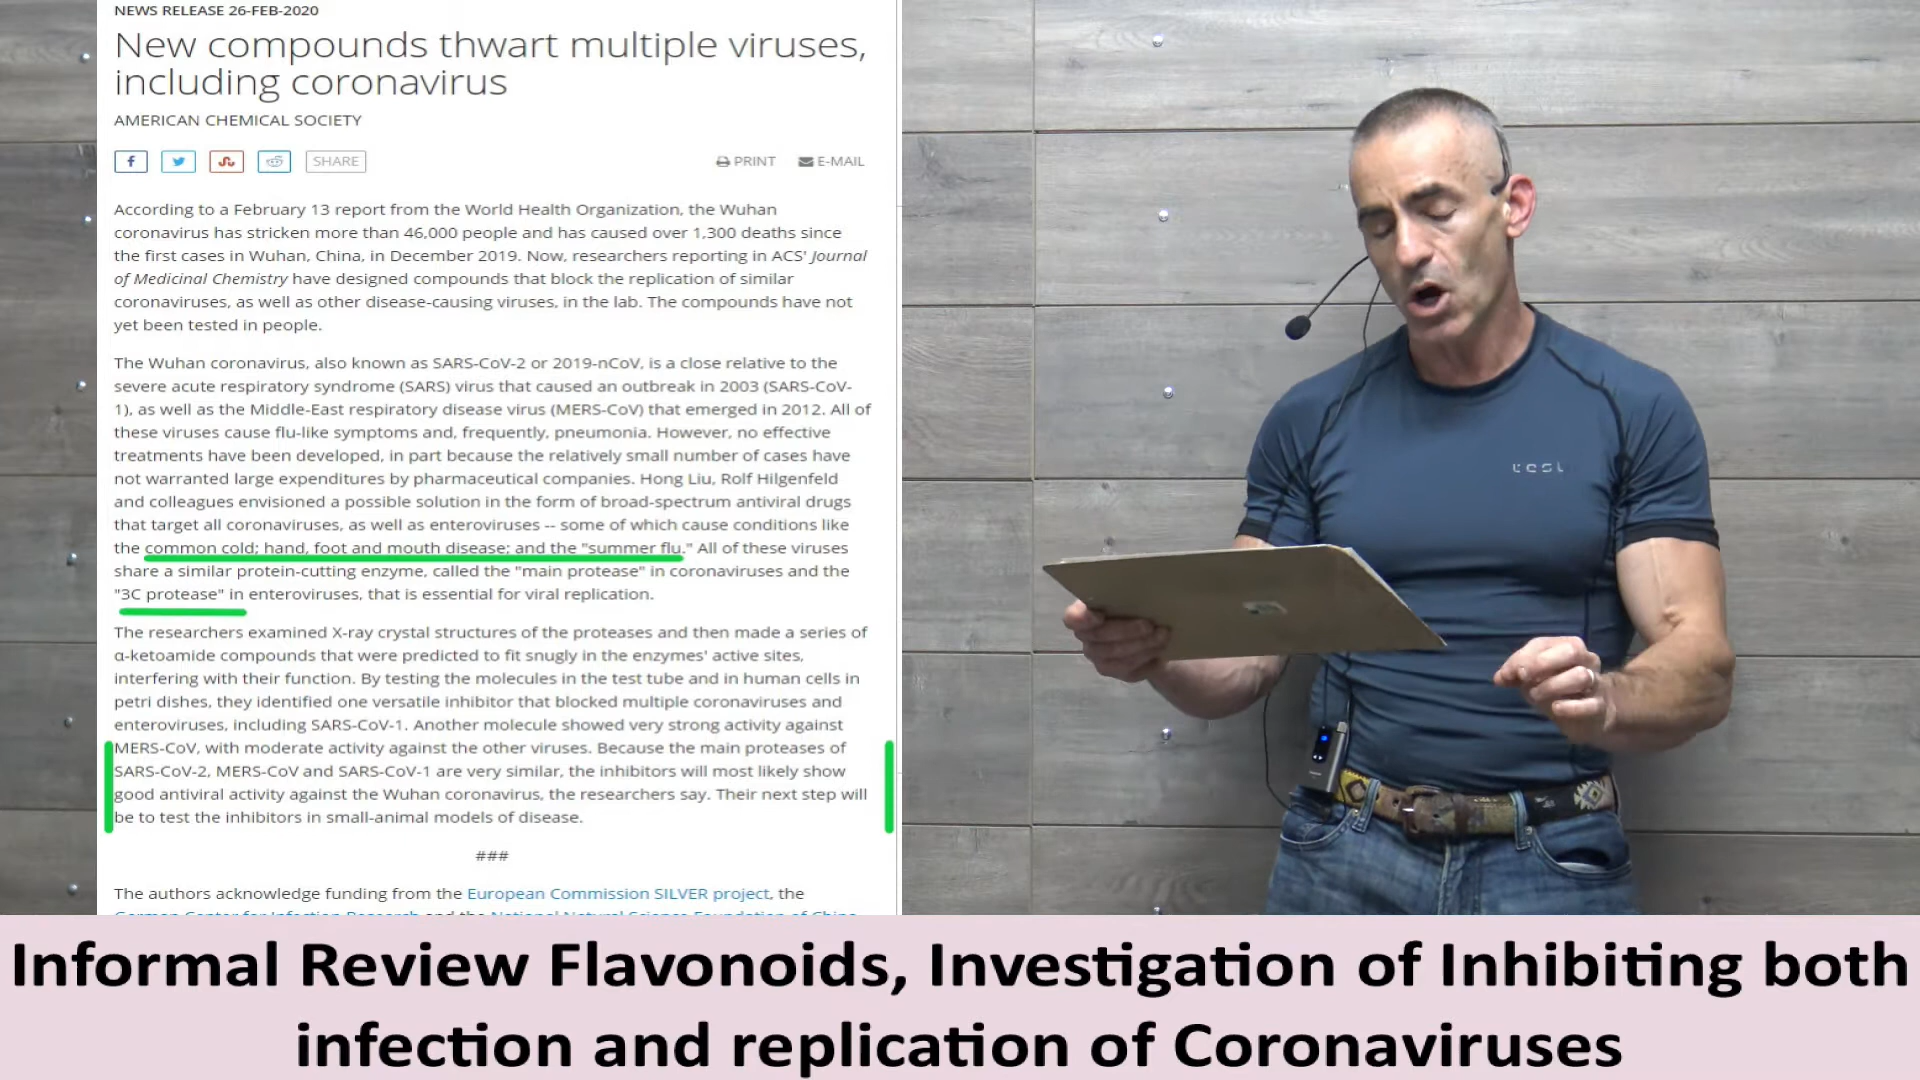 NEWS RELEASE 26-FEB-2020
New compounds thwart multiple viruses,
including coronavirus
AMERICAN CHEMICAL SOCIETY
SHARE
PRINT
E-MAIL
According to a February 13 report from the World Health Organization, the Wuhan
coronavirus has stricken more than 46,000 people and has caused over 1,300 deaths since
the first cases in Wuhan, China, in December 2019. Now, researchers reporting in ACS' Journal
of Medicinal Chemistry have designed compounds that block the replication of similar
coronaviruses, as well as other disease-causing viruses, in the lab. The compounds have not
yet been tested in people.
The Wuhan coronavirus, also known as SARS-CoV-2 or 2019-nCoV, is a close relative to the
severe acute respiratory syndrome (SARS) virus that caused an outbreak in 2003 (SARS-CoV-
1), as well as the Middle-East respiratory disease virus (MERS-CoV) that emerged in 2012. All of
these viruses cause flu-like symptoms and, frequently, pneumonia. However, no effective
treatments have been developed, in part because the relatively small number of cases have
not warranted large expenditures by pharmaceutical companies. Hong Liu, Rolf Hilgenfeld
and colleagues envisioned a possible solution in the form of broad-spectrum antiviral drugs
that target all coronaviruses, as well as enteroviruses -- some of which cause conditions like
the common cold; hand, foot and mouth disease; and the "summer flu." All of these viruses
share a similar protein-cutting enzyme, called the "main protease" in coronaviruses and the
"3C protease" in enteroviruses, that is essential for viral replication.
The researchers examined X-ray crystal structures of the proteases and then made a series of
α-ketoamide compounds that were predicted to fit snugly in the enzymes' active sites,
interfering with their function. By testing the molecules in the test tube and in human cells in
petri dishes, they identified one versatile inhibitor that blocked multiple coronaviruses and
enteroviruses, including SARS-CoV-1. Another molecule showed very strong activity against
MERS-CoV, with moderate activity against the other viruses. Because the main proteases of
SARS-CoV-2, MERS-CoV and SARS-CoV-1 are very similar, the inhibitors will most likely show
good antiviral activity against the Wuhan coronavirus, the researchers say. Their next step will
be to test the inhibitors in small-animal models of disease.
###
The authors acknowledge funding from the European Commission SILVER project, the
German Center for Infection Research and the National Natural Science Foundation of China
Informal Review Flavonoids, Investigation of Inhibiting both
infection and replication of Coronaviruses